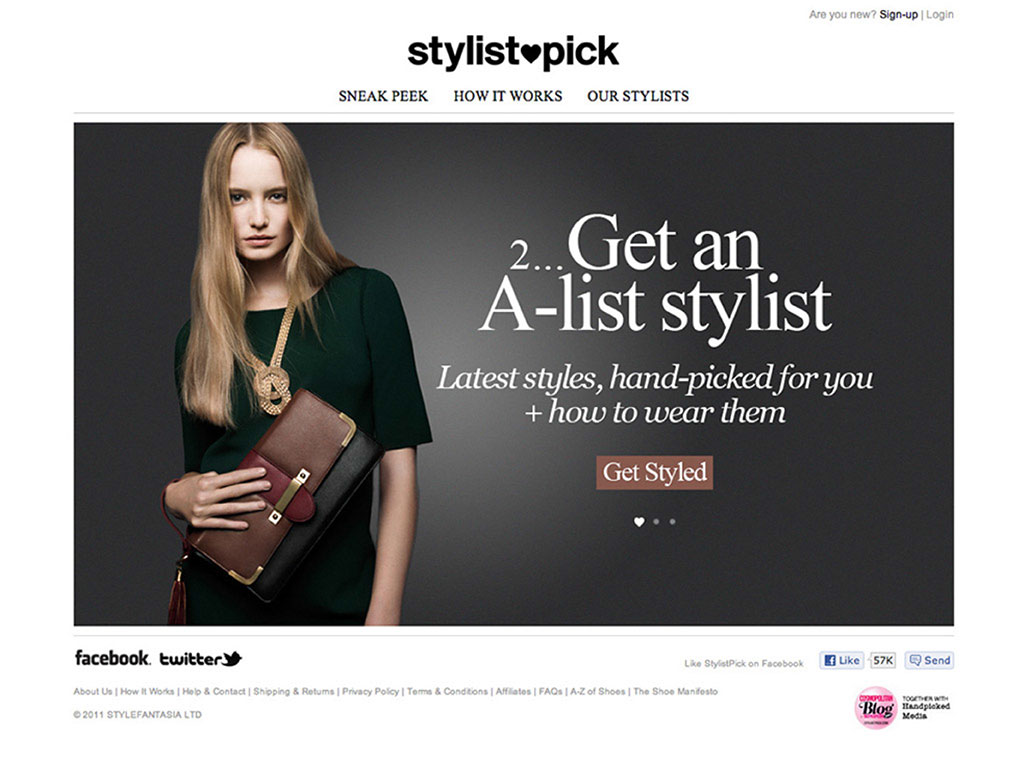 Are you new? Sign-up | Login
stylist♥pick
SNEAK PEEK HOW IT WORKS OUR STYLISTS
2...Get an
A-list stylist
Latest styles, hand-picked for you
+ how to wear them
Get Styled
facebook. twitter
Like StylistPick on Facebook Like 57K Send
About Us | How It Works | Help & Contact | Shipping & Returns | Privacy Policy | Terms & Conditions | Affiliates | FAQs | A-Z of Shoes | The Shoe Manifesto
© 2011 STYLEFANTASIA LTD
COSMOPOLITAN
Blog
TOGETHER WITH
Handpicked
Media